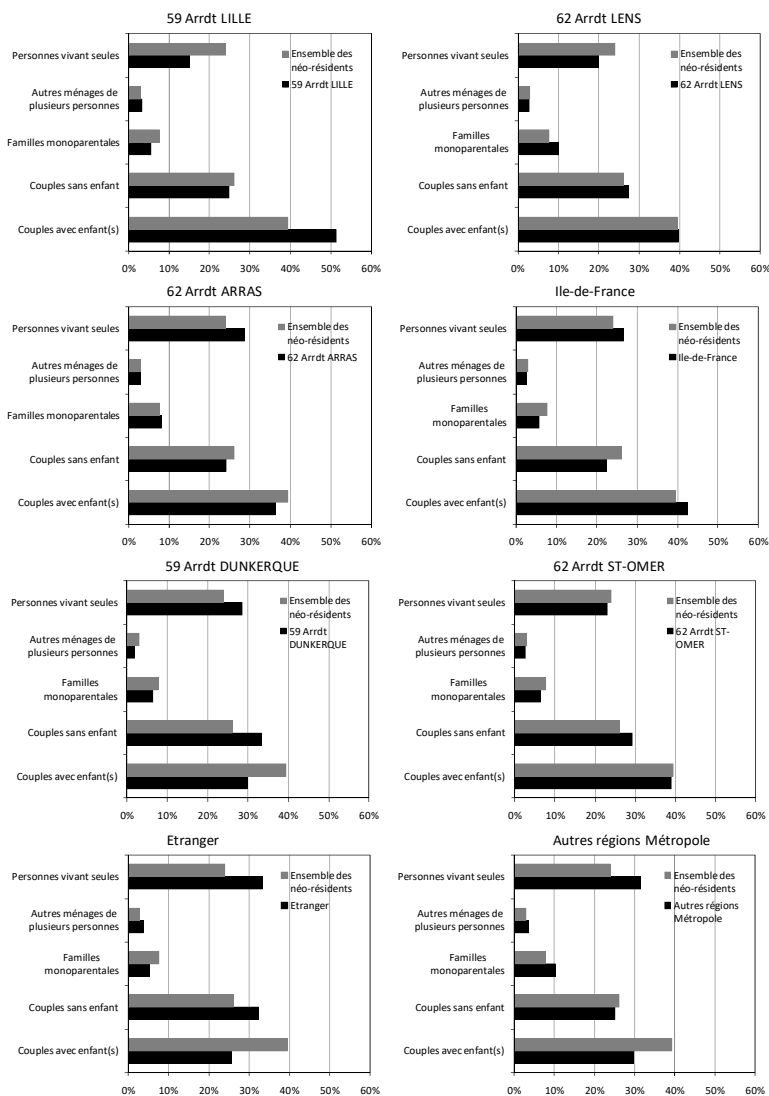 59 Arrdt LILLE
Personnes vivant seules
Autres ménages de
plusieurs personnes
Familles monoparentales
Couples sans enfant
Couples avec enfant(s)
Ensemble des
néo-résidents
59 Arrdt LILLE
0% 10% 20% 30% 40% 50% 60%
62 Arrdt LENS
Personnes vivant seules
Autres ménages de
plusieurs personnes
Familles
monoparentales
Couples sans enfant
Couples avec enfant(s)
Ensemble des
néo-résidents
62 Arrdt LENS
0% 10% 20% 30% 40% 50% 60%
62 Arrdt ARRAS
Personnes vivant seules
Autres ménages de
plusieurs personnes
Familles monoparentales
Couples sans enfant
Couples avec enfant(s)
Ensemble des
néo-résidents
62 Arrdt ARRAS
0% 10% 20% 30% 40% 50% 60%
Ile-de-France
Personnes vivant seules
Autres ménages de
plusieurs personnes
Familles
monoparentales
Couples sans enfant
Couples avec enfant(s)
Ensemble des
néo-résidents
Ile-de-France
0% 10% 20% 30% 40% 50% 60%
59 Arrdt DUNKERQUE
Personnes vivant seules
Autres ménages de
plusieurs personnes
Familles
monoparentales
Couples sans enfant
Couples avec enfant(s)
Ensemble des
néo-résidents
59 Arrdt
DUNKERQUE
0% 10% 20% 30% 40% 50% 60%
62 Arrdt ST-OMER
Personnes vivant seules
Autres ménages de
plusieurs personnes
Familles
monoparentales
Couples sans enfant
Couples avec enfant(s)
Ensemble des
néo-résidents
62 Arrdt ST-
OMER
0% 10% 20% 30% 40% 50% 60%
Etranger
Personnes vivant seules
Autres ménages de
plusieurs personnes
Familles
monoparentales
Couples sans enfant
Couples avec enfant(s)
Ensemble des
néo-résidents
Etranger
0% 10% 20% 30% 40% 50% 60%
Autres régions Métropole
Personnes vivant seules
Autres ménages de
plusieurs personnes
Familles
monoparentales
Couples sans enfant
Couples avec enfant(s)
Ensemble des
néo-résidents
Autres régions
Métropole
0% 10% 20% 30% 40% 50% 60%